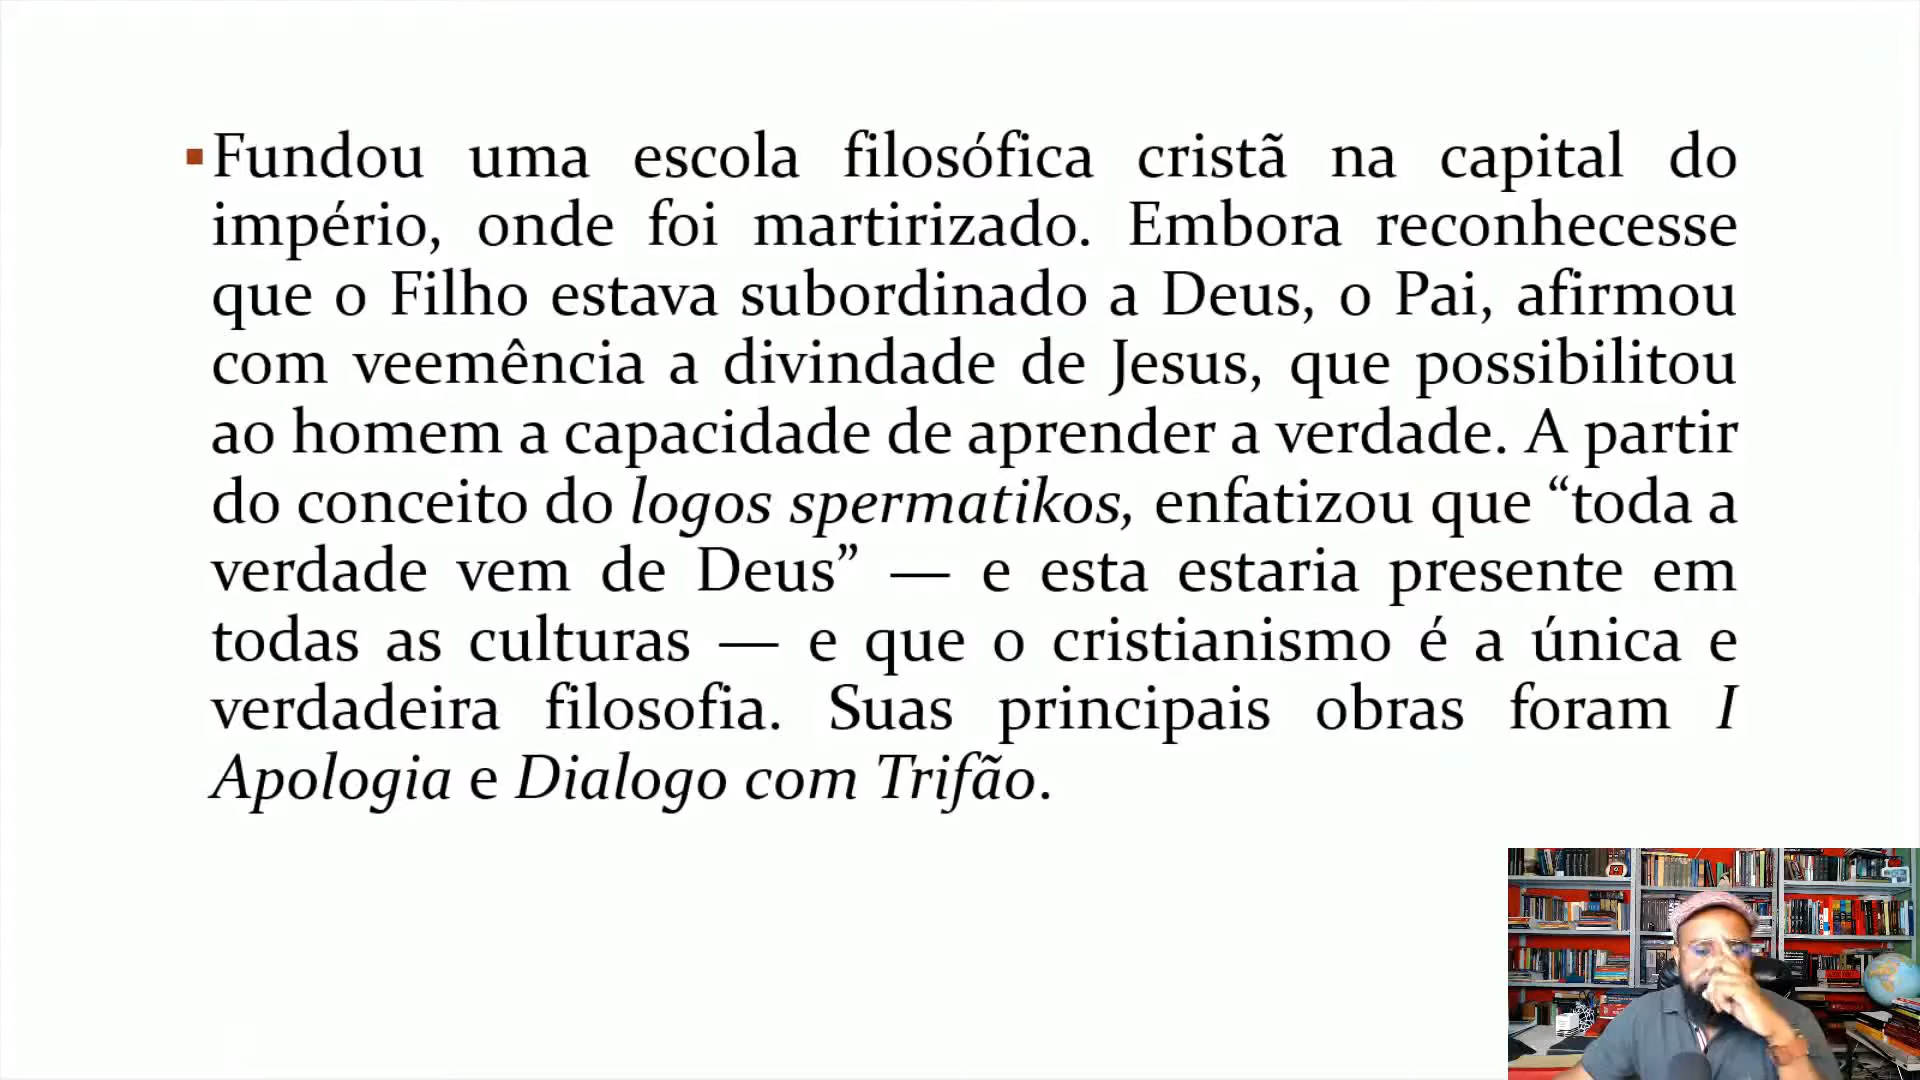 ▪Fundou uma escola filosófica cristã na capital do
império, onde foi martirizado. Embora reconhecesse
que o Filho estava subordinado a Deus, o Pai, afirmou
com veemência a divindade de Jesus, que possibilitou
ao homem a capacidade de aprender a verdade. A partir
do conceito do logos spermatikos, enfatizou que “toda a
verdade vem de Deus” — e esta estaria presente em
todas as culturas — e que o cristianismo é a única e
verdadeira filosofia. Suas principais obras foram I
Apologia e Dialogo com Trifão.